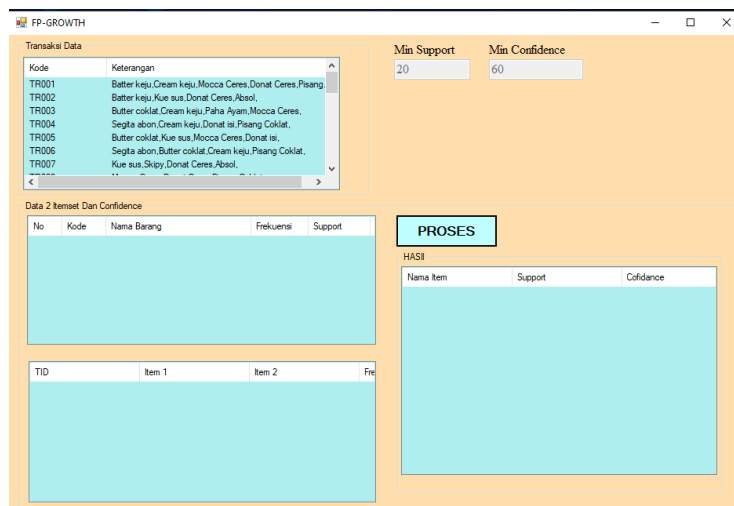 FP-GROWTH
Transaksi Data
Min Support Min Confidence
20 60
Kode Keterangan
TR001 Batter keju,Cream keju,Mocca Ceres,Donat Ceres,Pisang
TR002 Batter keju,Kue sus,Donat Ceres,Absol,
TR003 Butter coklat,Cream keju,Paha Ayam,Mocca Ceres,
TR004 Segita abon,Cream keju,Donat isi,Pisang Coklat,
TR005 Butter coklat,Kue sus,Mocca Ceres,Donat isi,
TR006 Segita abon,Butter coklat,Cream keju,Pisang Coklat,
TR007 Kue sus,Skipy,Donat Ceres,Absol,
Data 2 Itemset Dan Confidence
No Kode Nama Barang Frekuensi Support
PROSES
HASIl
Nama Item Support Cofidance
TID Item 1 Item 2 Fre